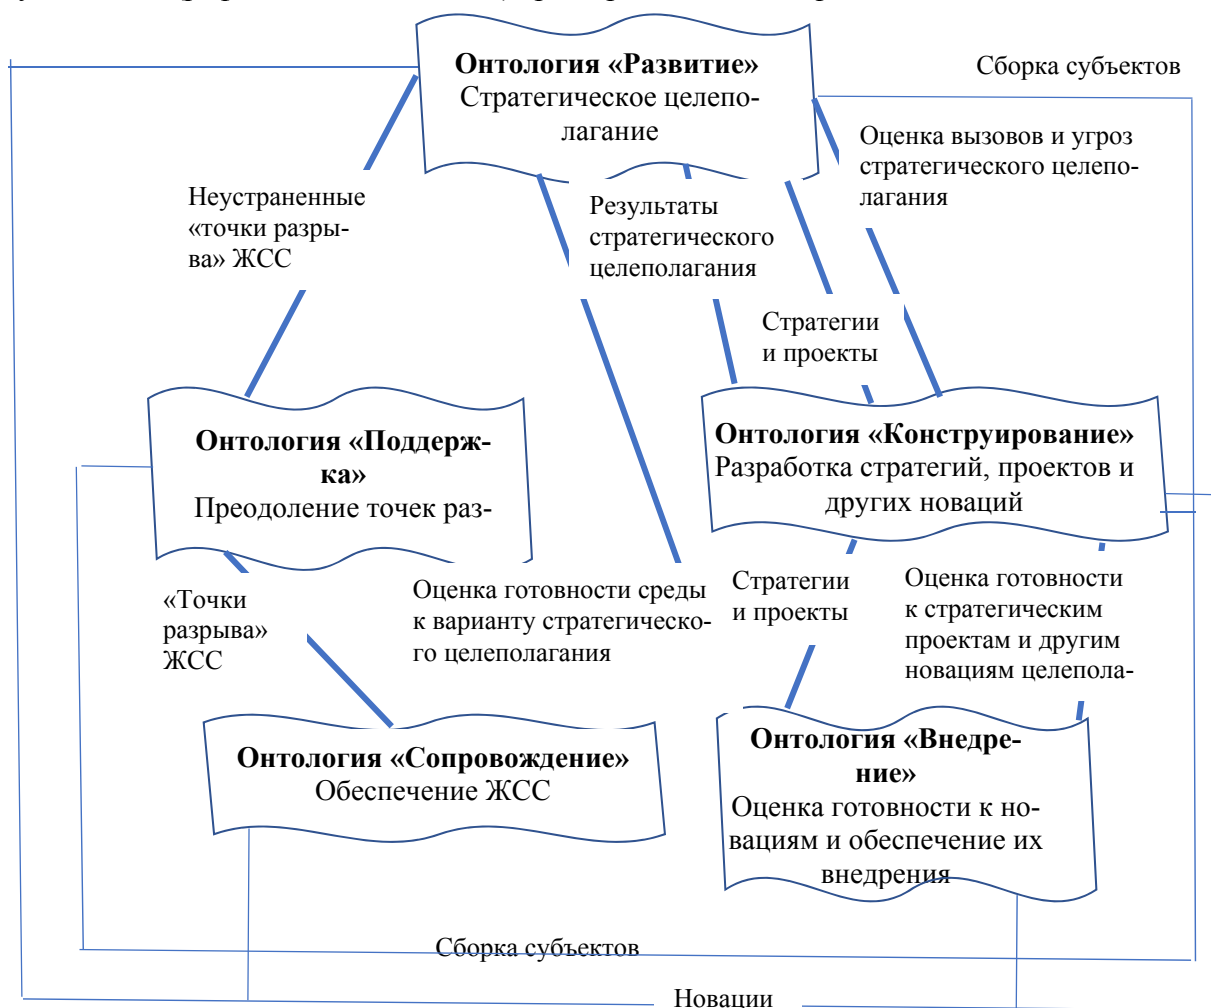 Онтология «Развитие»
Стратегическое целепо-
лагание
Сборка субъектов
Оценка вызовов и угроз
стратегического целепо-
лагания
Неустраненные
«точки разры-
ва» ЖСС
Результаты
стратегического
целеполагания
Стратегии
и проекты
Онтология «Поддерж-
ка»
Преодоление точек раз-
Онтология «Конструирование»
Разработка стратегий, проектов и
других новаций
«Точки
разрыва»
ЖСС
Оценка готовности среды
к варианту стратегическо-
го целеполагания
Стратегии
и проекты
Оценка готовности
к стратегическим
проектам и другим
новациям целепола-
Онтология «Сопровождение»
Обеспечение ЖСС
Онтология «Внедре-
ние»
Оценка готовности к но-
вациям и обеспечение их
внедрения
Сборка субъектов
Новации